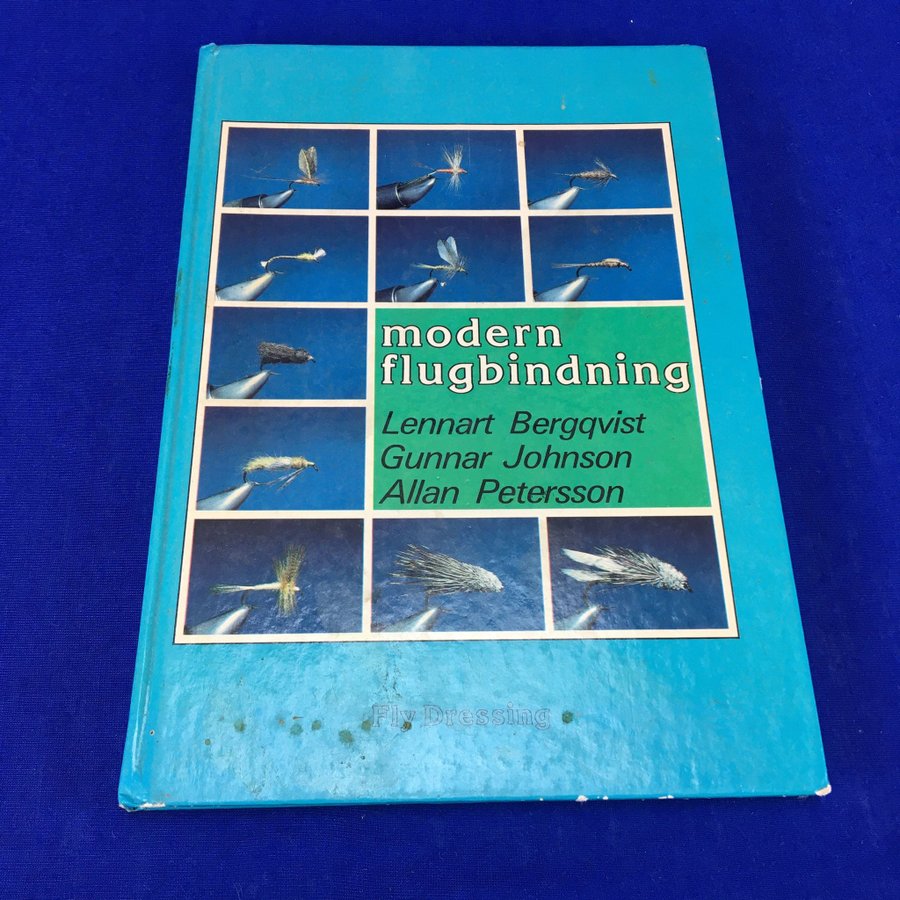 modern
flugbindning
Lennart Bergqvist
Gunnar Johnson
Allan Petersson
Fly Dressing